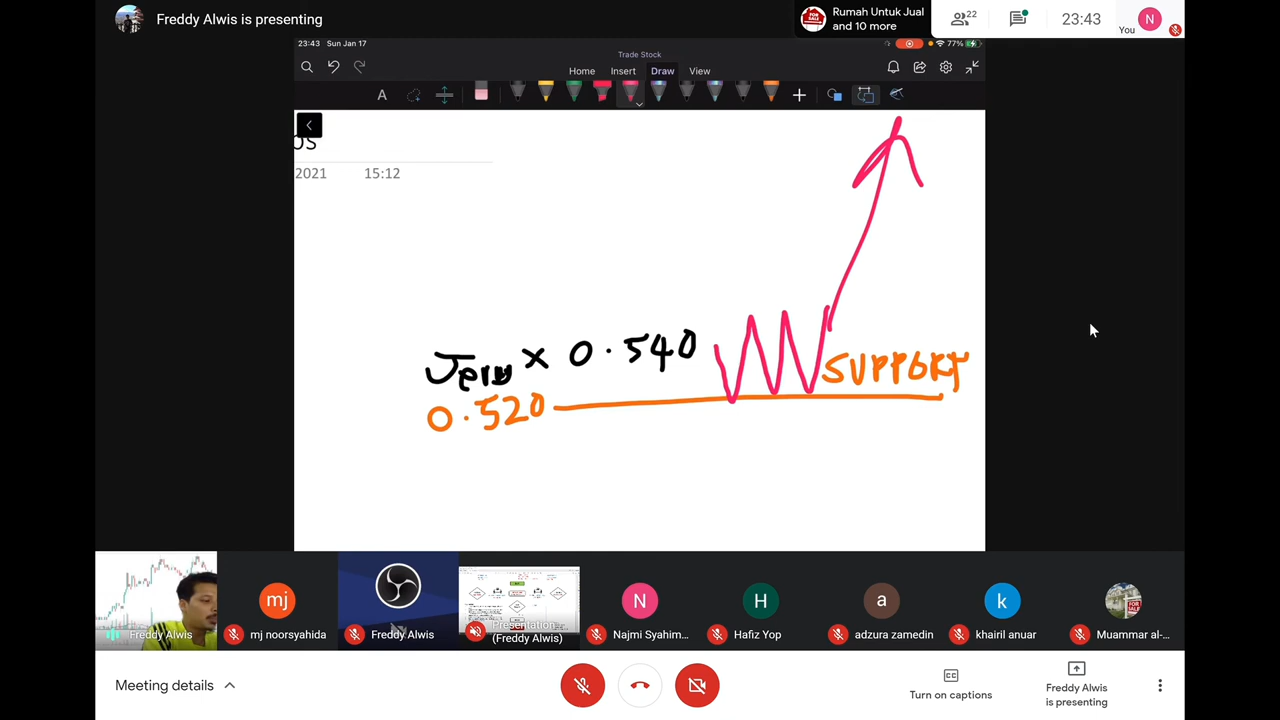 Freddy Alwis is presenting
Rumah Untuk Jual
and 10 more
22
23:43
You
N
23:43 Sun Jan 17
77%
Trade Stock
Home Insert Draw View
A
os
2021 15:12
x 0.540
SUPPORT
0.520
Freddy Alwis
mj
mj noorsyahida
Freddy Alwis
Presentation
(Freddy Alwis)
N
Najmi Syahim...
H
Hafiz Yop
a
adzura zamedin
k
khairil anuar
Muammar al-...
Meeting details
Turn on captions
Freddy Alwis
is presenting